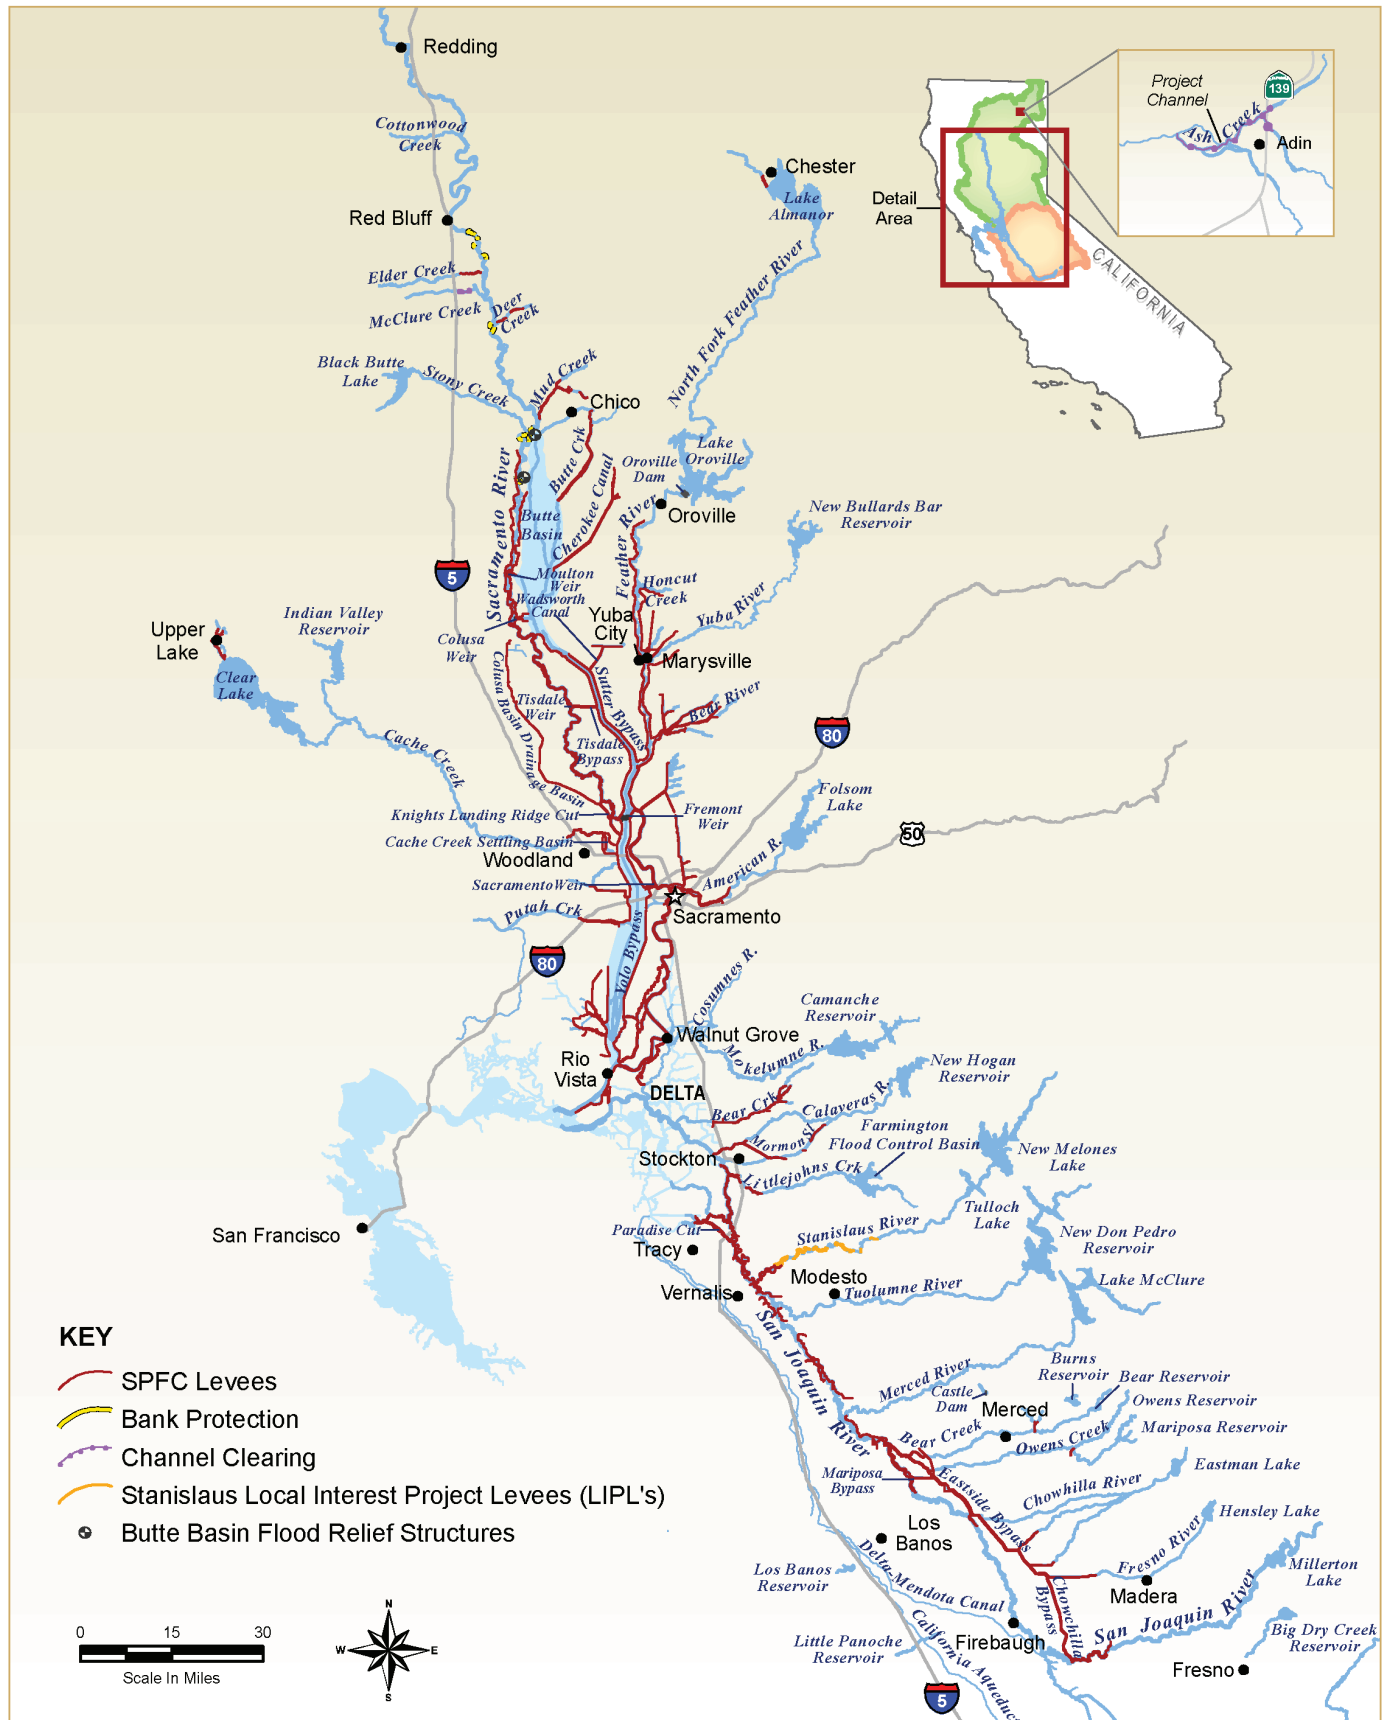 Redding
Cottonwood
Creek
Red Bluff
Elder Creek
McClure Creek
Deer
Creek
Chester
Lake
Almanor
North Fork Feather River
Project
Channel
139
Ash Creek
Adin
Detail
Area
CALIFORNIA
Black Butte
Lake
Stony Creek
Mud Creek
Chico
Butte Crk
Cherokee Canal
Sacramento River
Butte
Basin
Oroville
Dam
Lake
Oroville
Oroville
Feather River
New Bullards Bar
Reservoir
5
Moulton
Weir
Wadsworth
Canal
Honcut
Creek
Yuba River
Yuba
City
Marysville
Colusa
Weir
Upper
Lake
Clear
Lake
Indian Valley
Reservoir
Cache Creek
Colusa Basin Drainage Basin
Tisdale
Weir
Sutter Bypass
Tisdale
Bypass
Bear River
80
Folsom
Lake
50
Knights Landing Ridge Cut
Fremont
Weir
Cache Creek Settling Basin
Woodland
Sacramento Weir
American R.
Sacramento
Putah Crk
Yolo Bypass
80
Cosumnes R.
Camanche
Reservoir
Walnut Grove
Mokelumne R.
Rio
Vista
DELTA
New Hogan
Reservoir
Bear Crk
Calaveras R.
Mormon Sl
Farmington
Flood Control Basin
Stockton
Littlejohns Crk
New Melones
Lake
Tulloch
Lake
Paradise Cut
Tracy
Stanislaus River
New Don Pedro
Reservoir
San Francisco
Vernalis
Modesto
Tuolumne River
Lake McClure
San Joaquin River
Merced River
Castle
Dam
Burns
Reservoir
Bear Reservoir
Owens Reservoir
Mariposa Reservoir
Merced
Bear Creek
Owens Creek
Mariposa
Bypass
Eastside Bypass
Chowhilla River
Eastman Lake
Los
Banos
Hensley Lake
Fresno River
Madera
Millerton
Lake
Los Banos
Reservoir
Delta-Mendota Canal
Chowchilla
Bypass
San Joaquin River
Firebaugh
Little Panoche
Reservoir
California Aqueduc
Big Dry Creek
Reservoir
Fresno
5
KEY
SPFC Levees
Bank Protection
Channel Clearing
Stanislaus Local Interest Project Levees (LIPL's)
Butte Basin Flood Relief Structures
0 15 30
Scale In Miles
N
W E
S